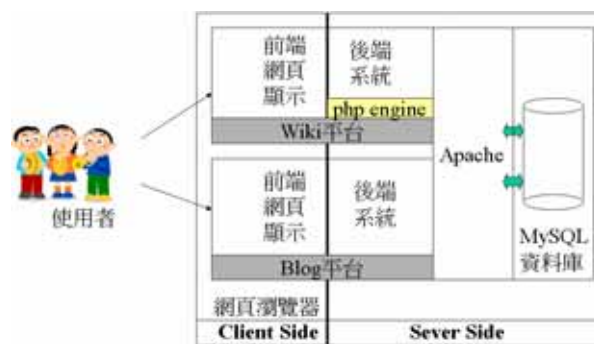 前端
網頁
顯示
後端
系統
php engine
Wiki平台
前端
網頁
顯示
後端
系統
Blog平台
Apache
MySQL
資料庫
使用者
網頁瀏覽器
Client Side
Sever Side